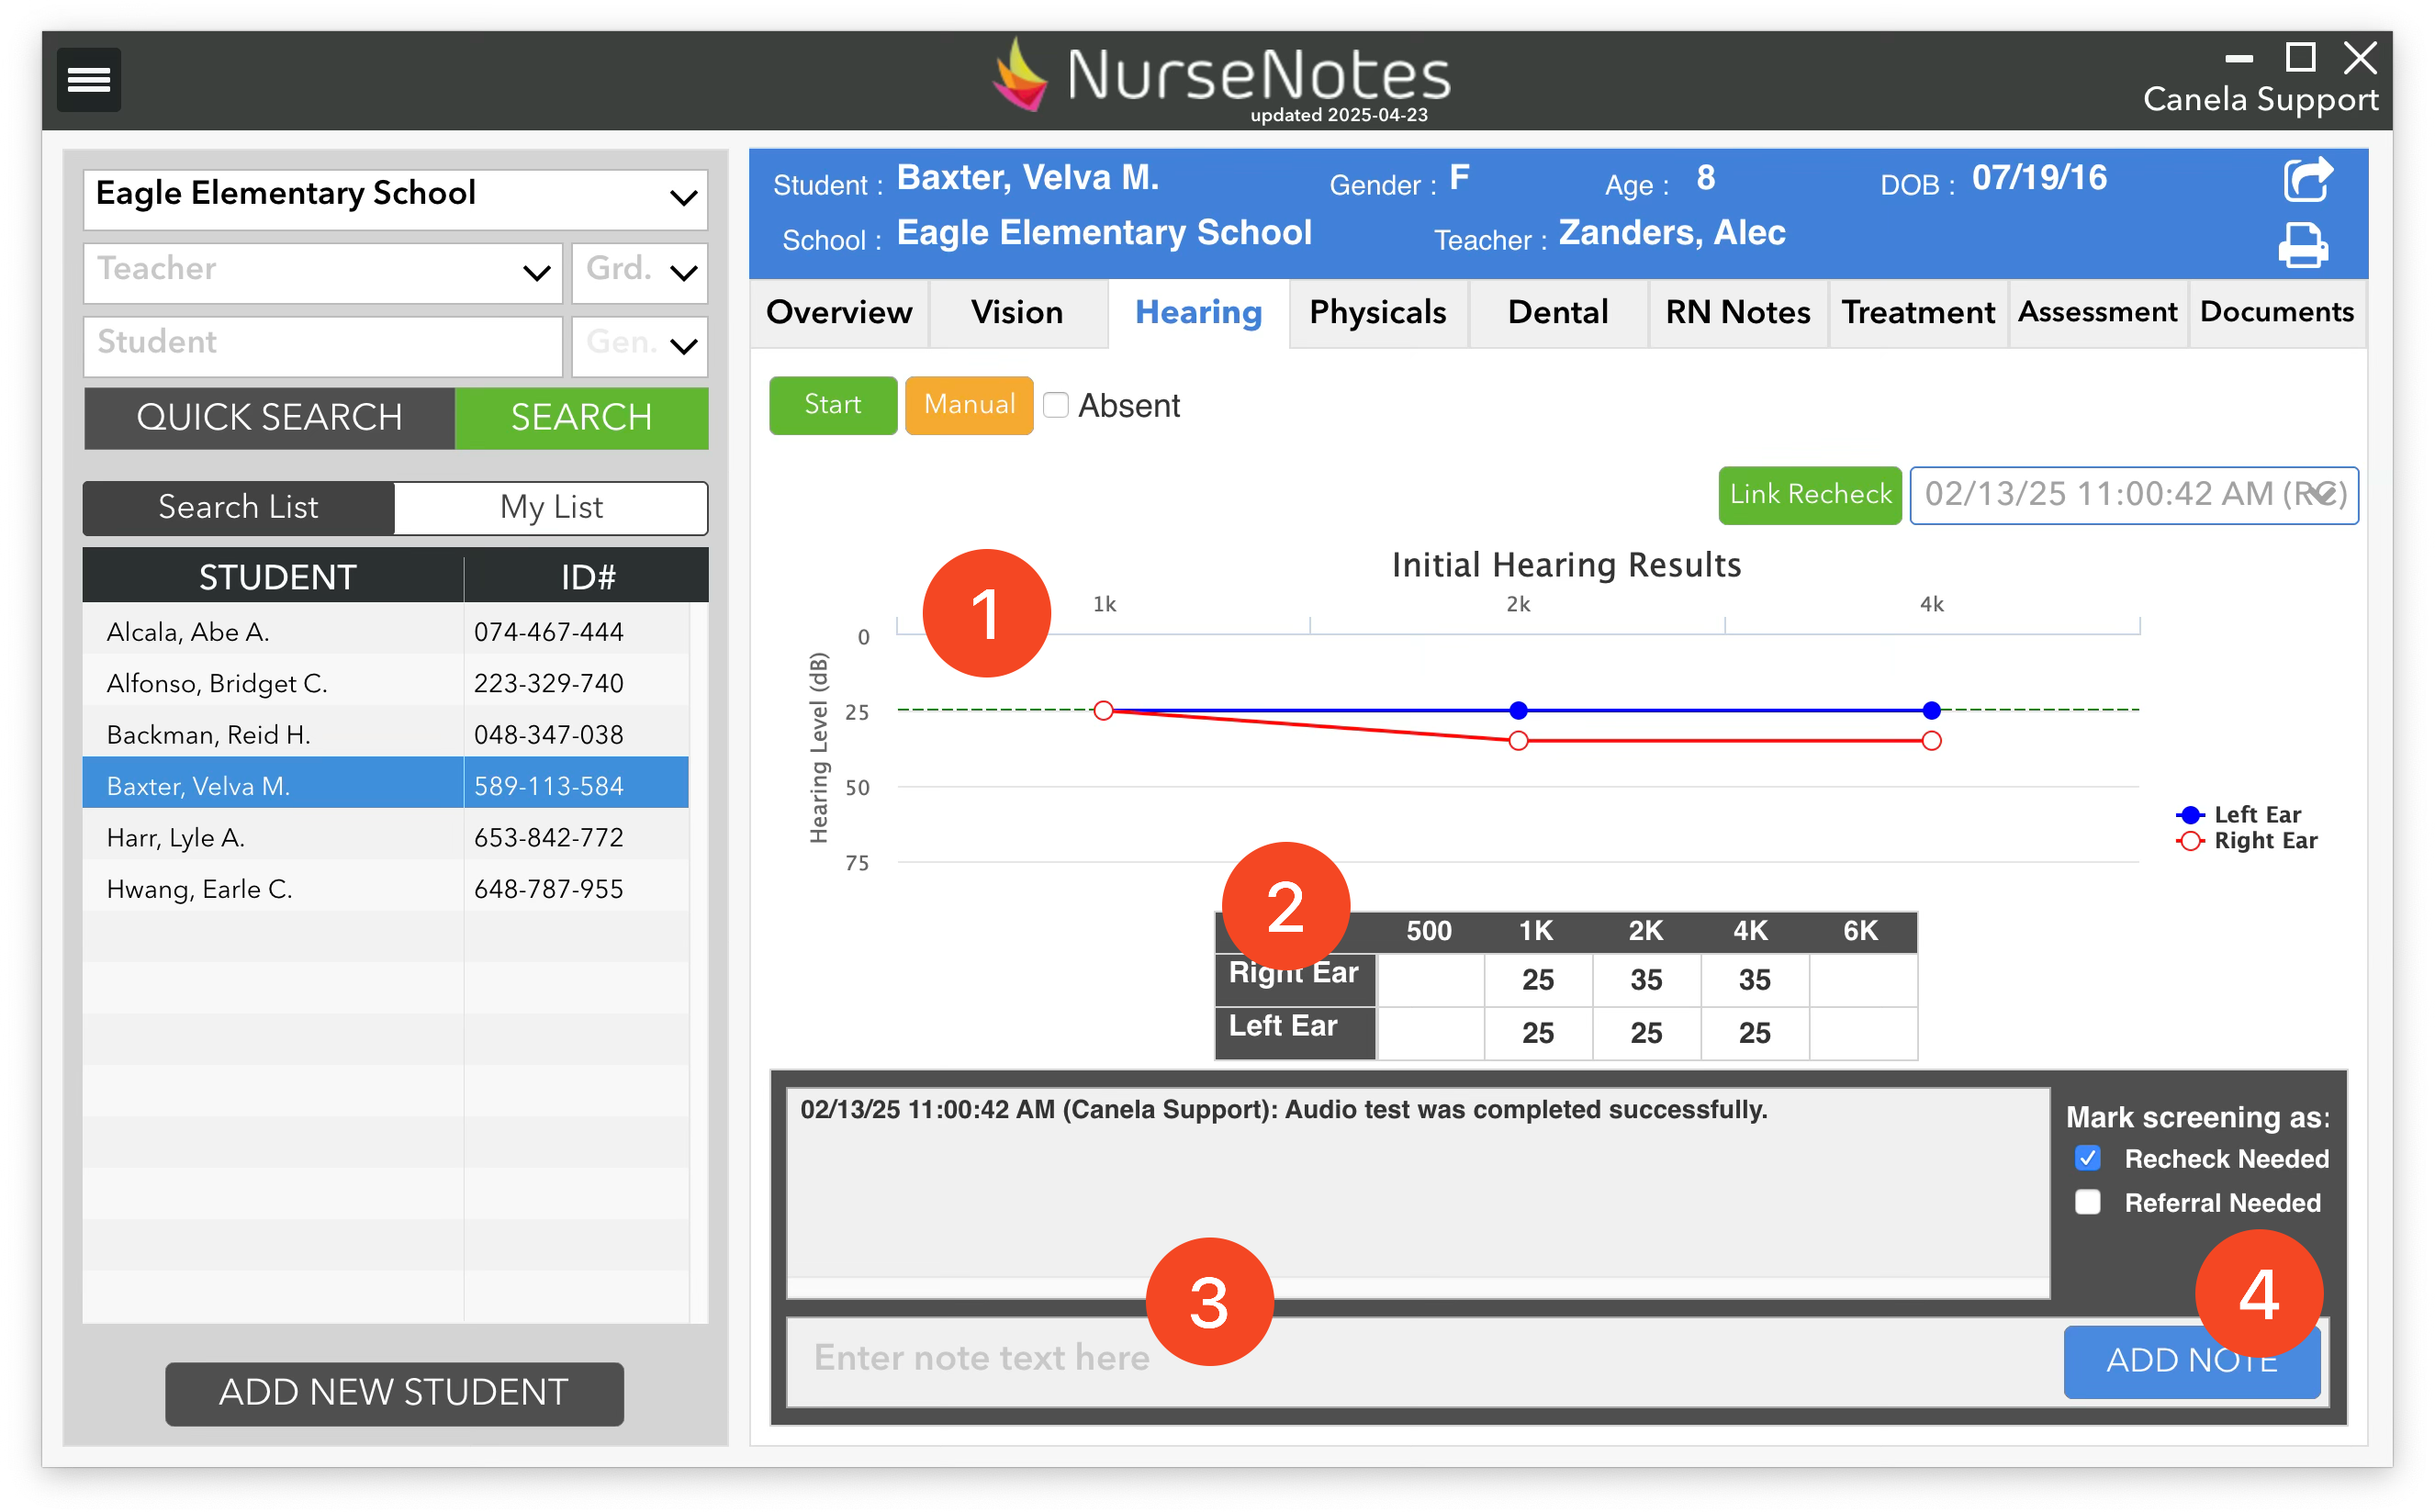 NurseNotes
updated 2025-04-23
Canela Support
Eagle Elementary School
Teacher Grd.
Student Gen.
QUICK SEARCH SEARCH
Search List My List
STUDENT ID#
Alcala, Abe A. 074-467-444
Alfonso, Bridget C. 223-329-740
Backman, Reid H. 048-347-038
Baxter, Velva M. 589-113-584
Harr, Lyle A. 653-842-772
Hwang, Earle C. 648-787-955
ADD NEW STUDENT
Student : Baxter, Velva M. Gender : F Age : 8 DOB : 07/19/16
School : Eagle Elementary School Teacher : Zanders, Alec
Overview Vision Hearing Physicals Dental RN Notes Treatment Assessment Documents
Start Manual Absent
Link Recheck 02/13/25 11:00:42 AM (RC)
Initial Hearing Results
1
1k 2k 4k
0
25
50
75
Hearing Level (dB)
Left Ear
Right Ear
2
500 1K 2K 4K 6K
Right Ear 25 35 35
Left Ear 25 25 25
02/13/25 11:00:42 AM (Canela Support): Audio test was completed successfully.
Mark screening as:
Recheck Needed
Referral Needed
3
4
Enter note text here
ADD NOTE